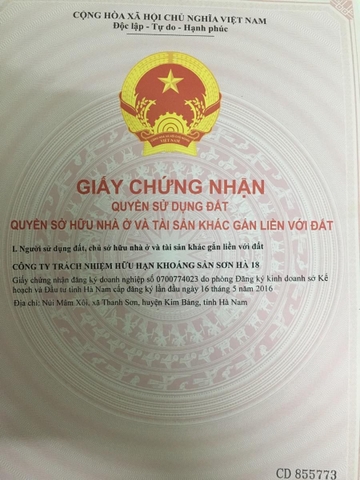 CỘNG HÒA XÃ HỘI CHỦ NGHĨA VIỆT NAM
Độc lập - Tự do - Hạnh phúc
VIỆT NAM
GIẤY CHỨNG NHẬN
QUYỀN SỬ DỤNG ĐẤT
QUYỀN SỞ HỮU NHÀ Ở VÀ TÀI SẢN KHÁC GẮN LIỀN VỚI ĐẤT
I. Người sử dụng đất, chủ sở hữu nhà ở và tài sản khác gắn liền với đất
CÔNG TY TRÁCH NHIỆM HỮU HẠN KHOÁNG SẢN SƠN HÀ 18
Giấy chứng nhận đăng ký doanh nghiệp số 0700774023 do phòng Đăng ký kinh doanh sở Kế
hoạch và Đầu tư tỉnh Hà Nam cấp đăng ký lần đầu ngày 16 tháng 5 năm 2016
Địa chỉ: Núi Mâm Xôi, xã Thanh Sơn, huyện Kim Bảng, tỉnh Hà Nam
CD 855773